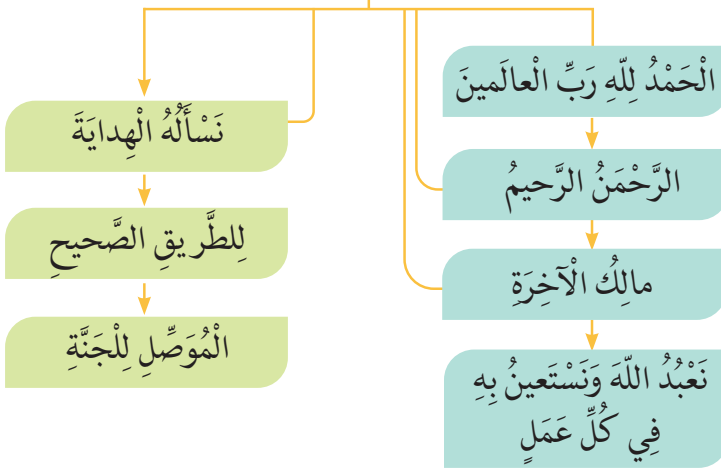 الْحَمْدُ لِلّهِ رَبِّ الْعالَمينَ
الرَّحْمَنُ الرَّحيمُ
مالِكُ الْآخِرَةِ
نَعْبُدُ اللّهَ وَنَسْتَعينُ بِهِ
فِي كُلِّ عَمَلٍ
نَسْأَلُهُ الْهِدايَةَ
لِلطَّريقِ الصَّحيحِ
الْمُوَصِّلِ لِلْجَنَّةِ